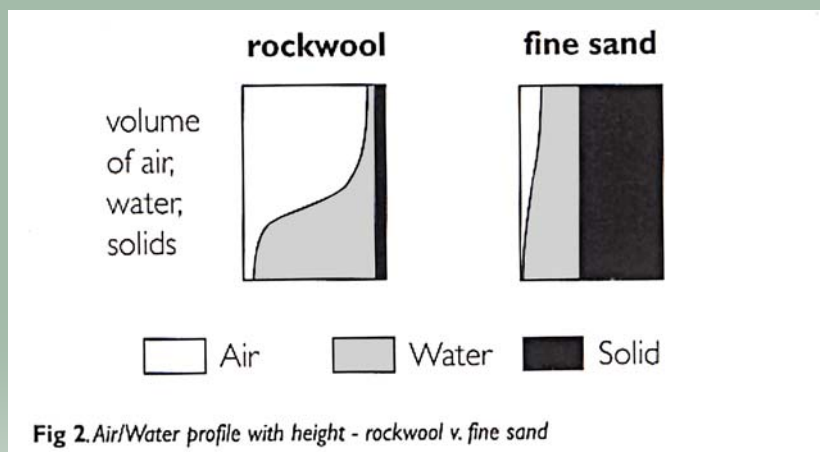 rockwool
fine sand
volume
of air,
water,
solids
Air
Water
Solid
Fig 2. Air/Water profile with height - rockwool v. fine sand